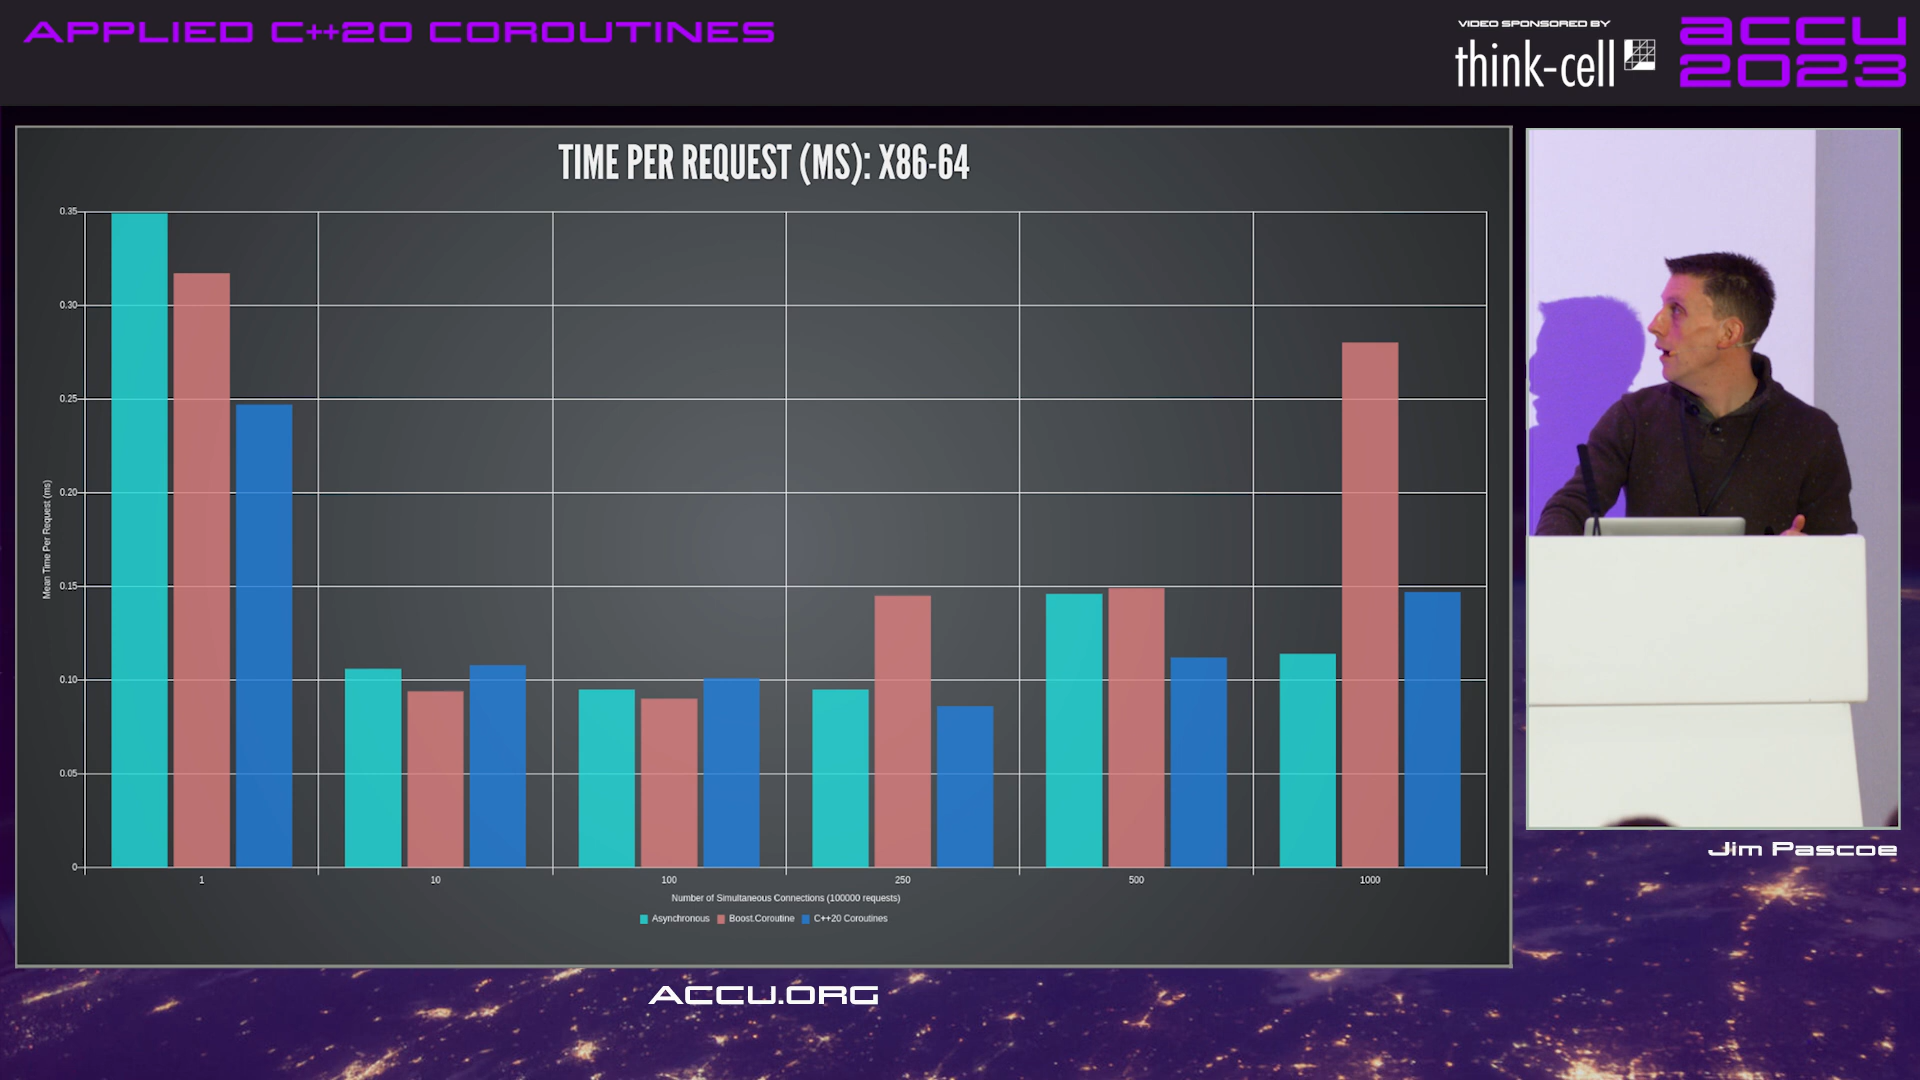 APPLIED C++20 COROUTINES
VIDEO SPONSORED BY
think-cell
accu
2023
TIME PER REQUEST (MS): X86-64
0.35
0.30
0.25
0.20
0.15
0.10
0.05
0
Mean Time Per Request (ms)
1 10 100 250 500 1000
Number of Simultaneous Connections (100000 requests)
Asynchronous Boost.Coroutine C++20 Coroutines
Jim Pascoe
ACCU.ORG